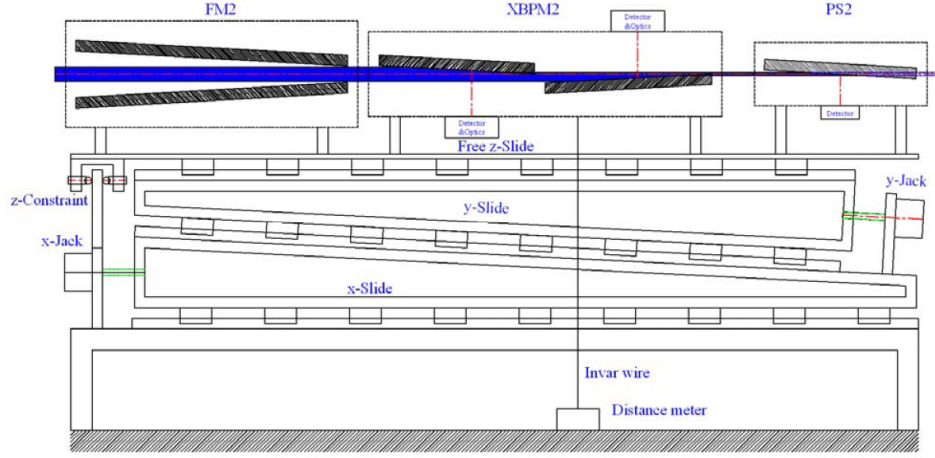 FM2
XBPM2
PS2
Detector
&Optics
Detector
&Optics
Detector
Free z-Slide
z-Constraint
y-Jack
y-Slide
x-Jack
x-Slide
Invar wire
Distance meter